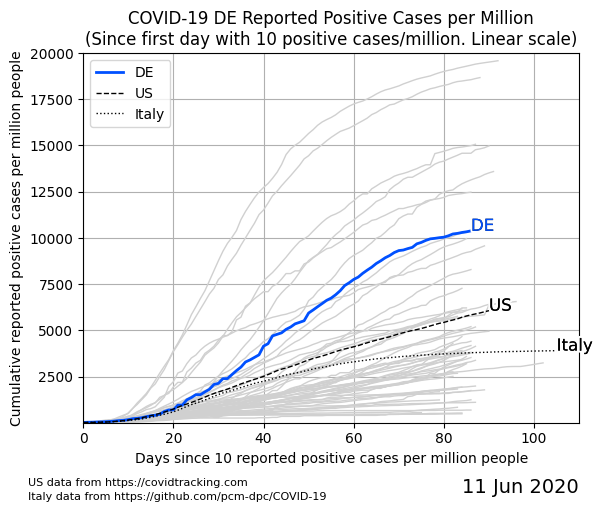 COVID-19 DE Reported Positive Cases per Million
(Since first day with 10 positive cases/million. Linear scale)
Cumulative reported positive cases per million people
20000
17500
15000
12500
10000
7500
5000
2500
DE
US
Italy
DE
US
Italy
0
20
40
60
80
100
Days since 10 reported positive cases per million people
US data from https://covidtracking.com
Italy data from https://github.com/pcm-dpc/COVID-19
11 Jun 2020